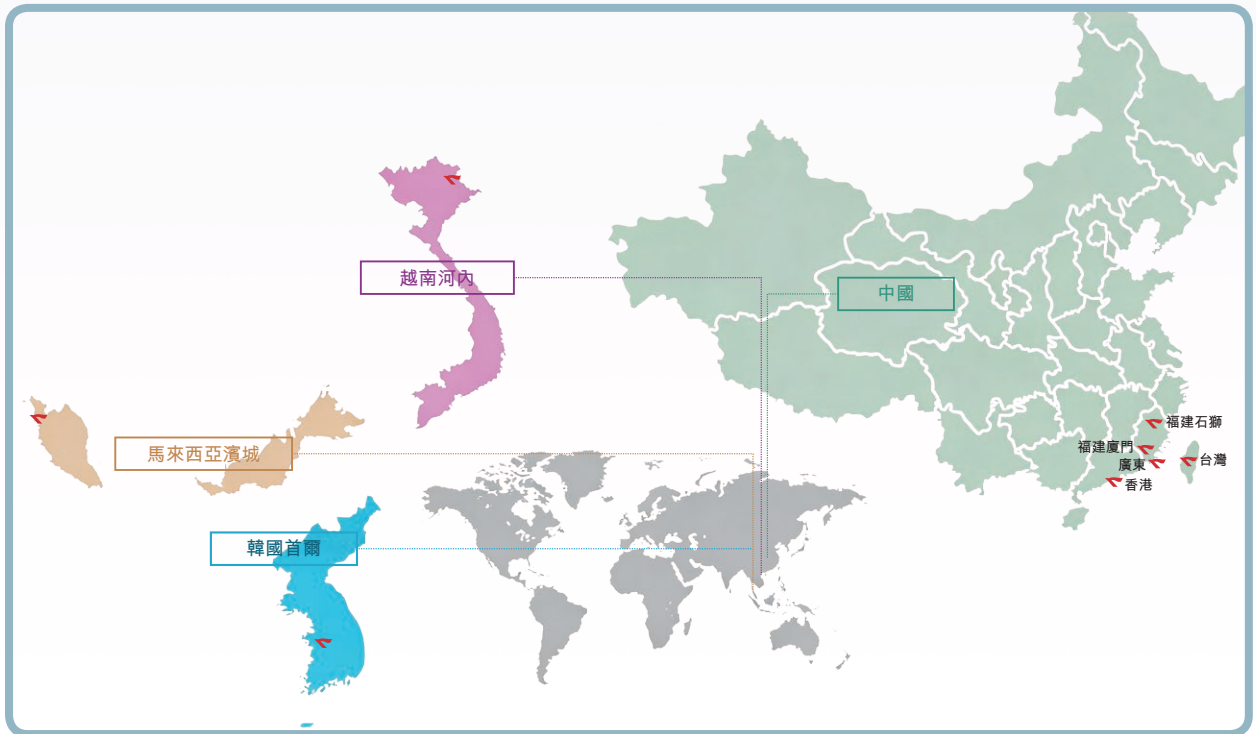 越南河內
中國
馬來西亞濱城
福建石獅
福建廈門
台灣
廣東
香港
韓國首爾